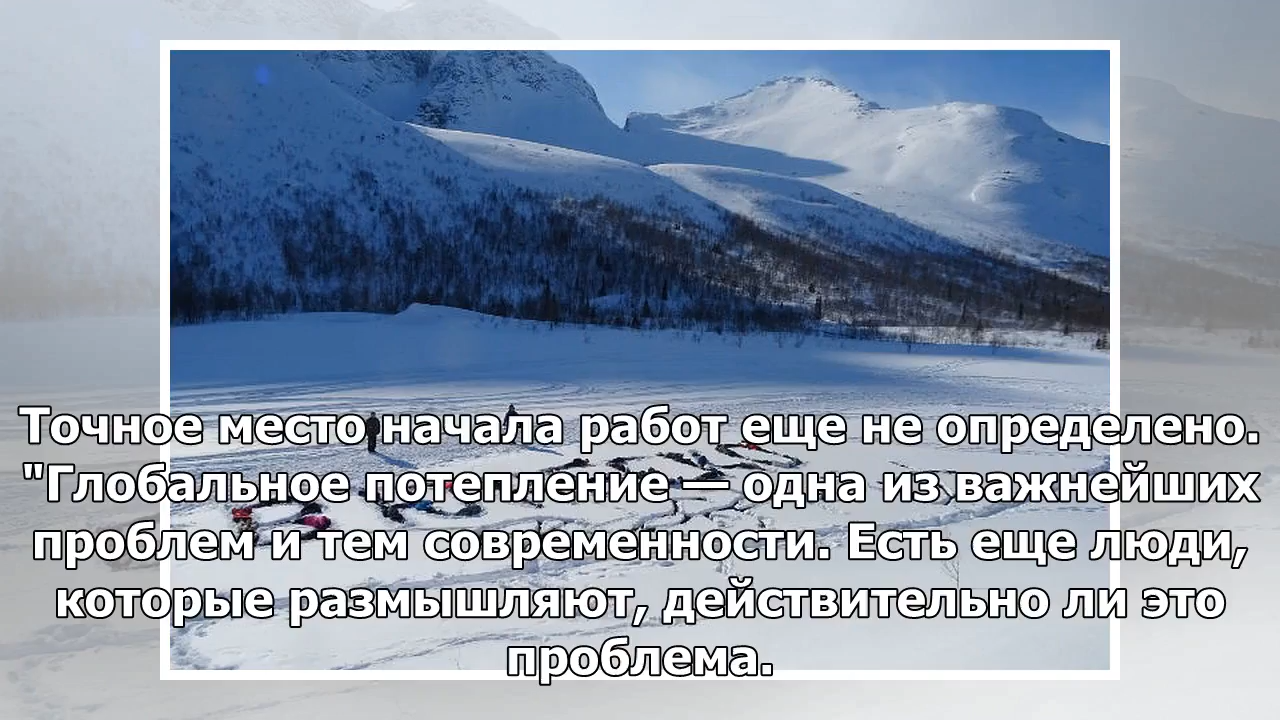 Точное место начала работ еще не определено.
"Глобальное потепление — одна из важнейших
проблем и тем современности. Есть еще люди,
которые размышляют, действительно ли это
проблема.